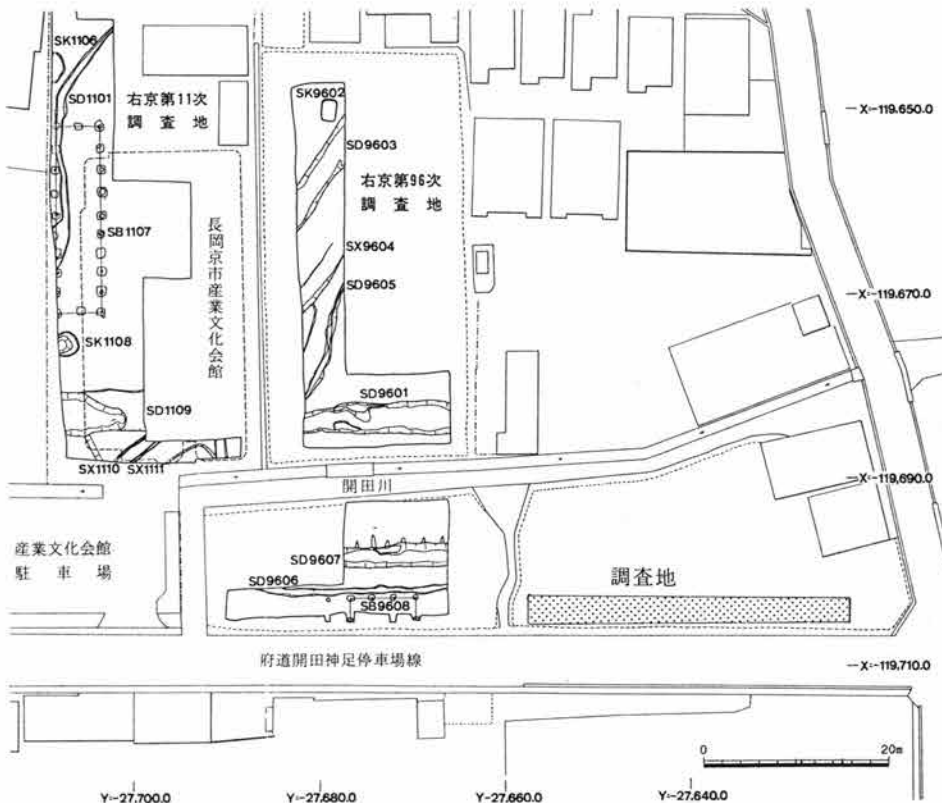 SK1106
SD1101
右京第11次
調査地
SB1107
長岡京市産業文化会館
SK1108
SD1109
SX1110 SX1111
SK9602
SD9603
右京第96次
調査地
SX9604
SD9605
SD9601
開田川
産業文化会館
駐車場
SD9607
SD9606
SB9608
調査地
府道開田神足停車場線
X=-119.650.0
X=-119.670.0
X=-119.690.0
X=-119.710.0
0 20m
Y=-27.700.0
Y=-27.680.0
Y-27.660.0
Y=-27.640.0